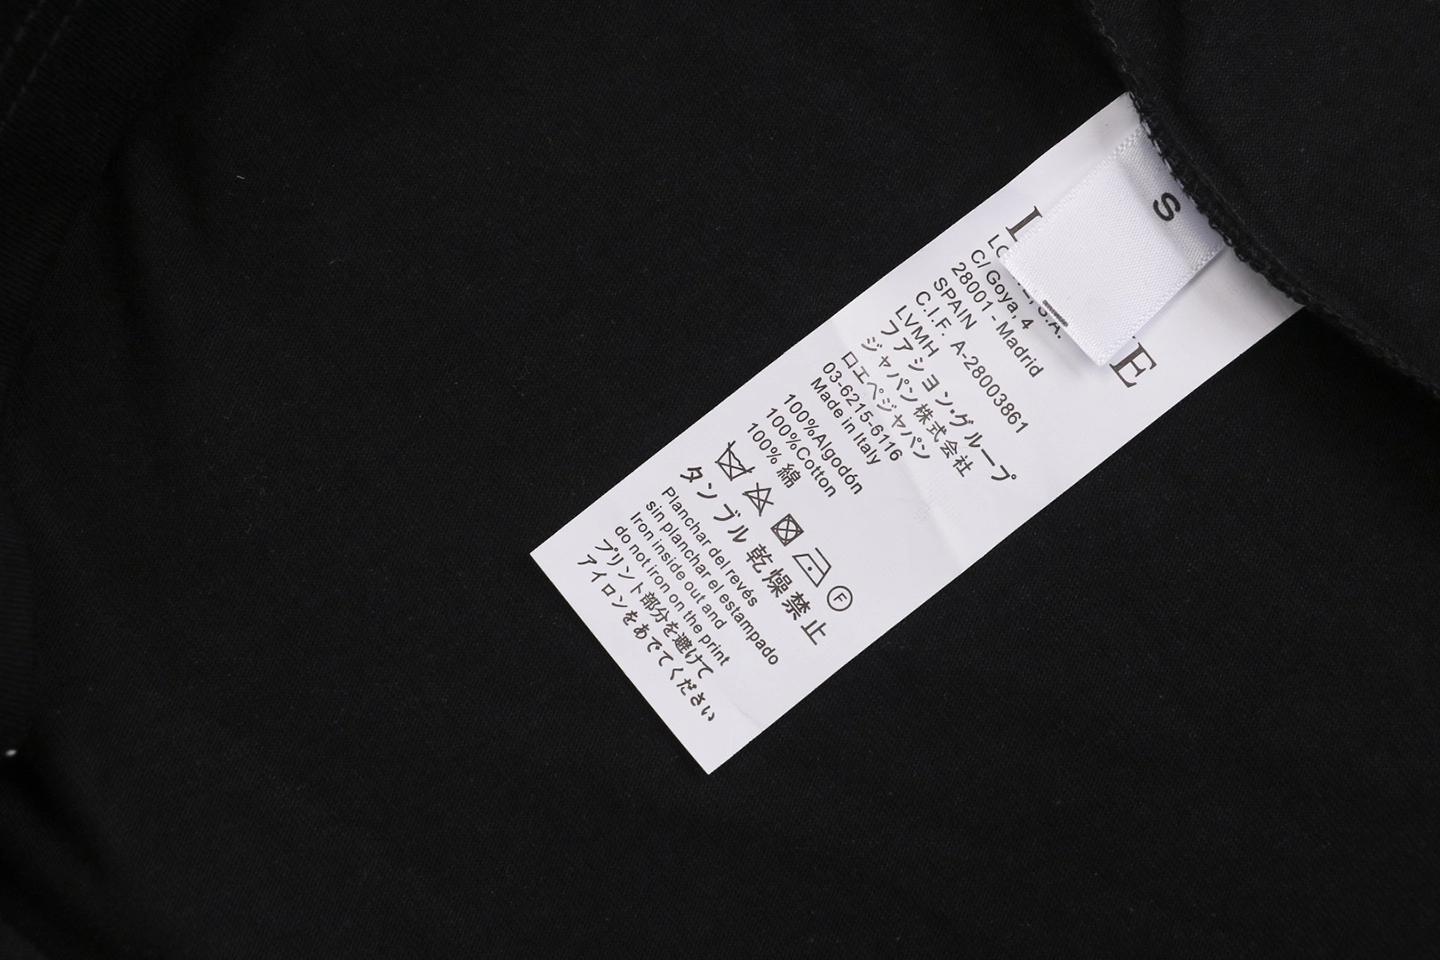 S
L E
LO E, S.A.
C/ Goya, 4
28001 - Madrid
SPAIN
C.I.F. A-28003861
LVMH
ファション・グループ
ジャパン株式会社
ロエベジャパン
03-6215-6116
Made in Italy
100%Algodón
100%Cotton
100% 綿
F
タンブル 乾燥禁止
Planchar del revés
sin planchar el estampado
Iron inside out and
do not iron on the print
プリント部分を避けて
アイロンをあでてください